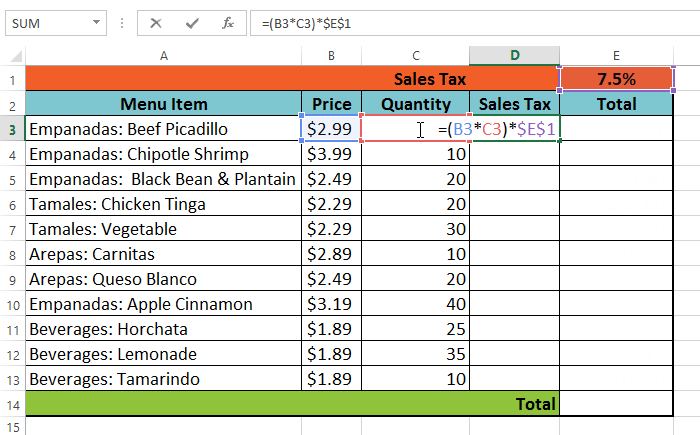 SUM fx =(B3*C3)*$E$1
A B C D E
1 Sales Tax 7.5%
2 Menu Item Price Quantity Sales Tax Total
3 Empanadas: Beef Picadillo $2.99 =(B3*C3)*$E$1
4 Empanadas: Chipotle Shrimp $3.99 10
5 Empanadas: Black Bean & Plantain $2.49 20
6 Tamales: Chicken Tinga $2.29 20
7 Tamales: Vegetable $2.29 30
8 Arepas: Carnitas $2.89 10
9 Arepas: Queso Blanco $2.49 20
10 Empanadas: Apple Cinnamon $3.19 40
11 Beverages: Horchata $1.89 25
12 Beverages: Lemonade $1.89 35
13 Beverages: Tamarindo $1.89 10
14 Total
15